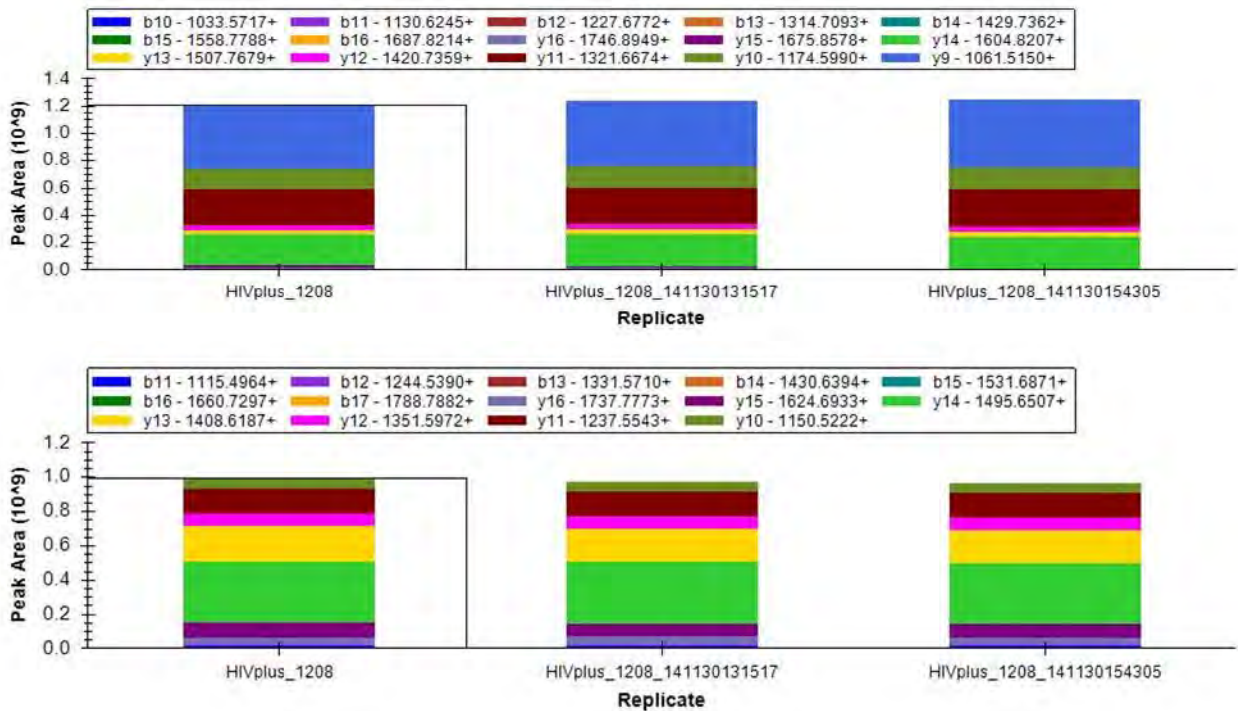 b10 - 1033.5717+ b11 - 1130.6245+ b12 - 1227.6772+ b13 - 1314.7093+ b14 - 1429.7362+
b15 - 1558.7788+ b16 - 1687.8214+ y16 - 1746.8949+ y15 - 1675.8578+ y14 - 1604.8207+
y13 - 1507.7679+ y12 - 1420.7359+ y11 - 1321.6674+ y10 - 1174.5990+ y9 - 1061.5150+
Peak Area (10^9)
1.4
1.2
1.0
0.8
0.6
0.4
0.2
0.0
HIVplus_1208 HIVplus_1208_141130131517 HIVplus_1208_141130154305
Replicate
b11 - 1115.4964+ b12 - 1244.5390+ b13 - 1331.5710+ b14 - 1430.6394+ b15 - 1531.6871+
b16 - 1660.7297+ b17 - 1788.7882+ y16 - 1737.7773+ y15 - 1624.6933+ y14 - 1495.6507+
y13 - 1408.6187+ y12 - 1351.5972+ y11 - 1237.5543+ y10 - 1150.5222+
Peak Area (10^9)
1.2
1.0
0.8
0.6
0.4
0.2
0.0
HIVplus_1208 HIVplus_1208_141130131517 HIVplus_1208_141130154305
Replicate